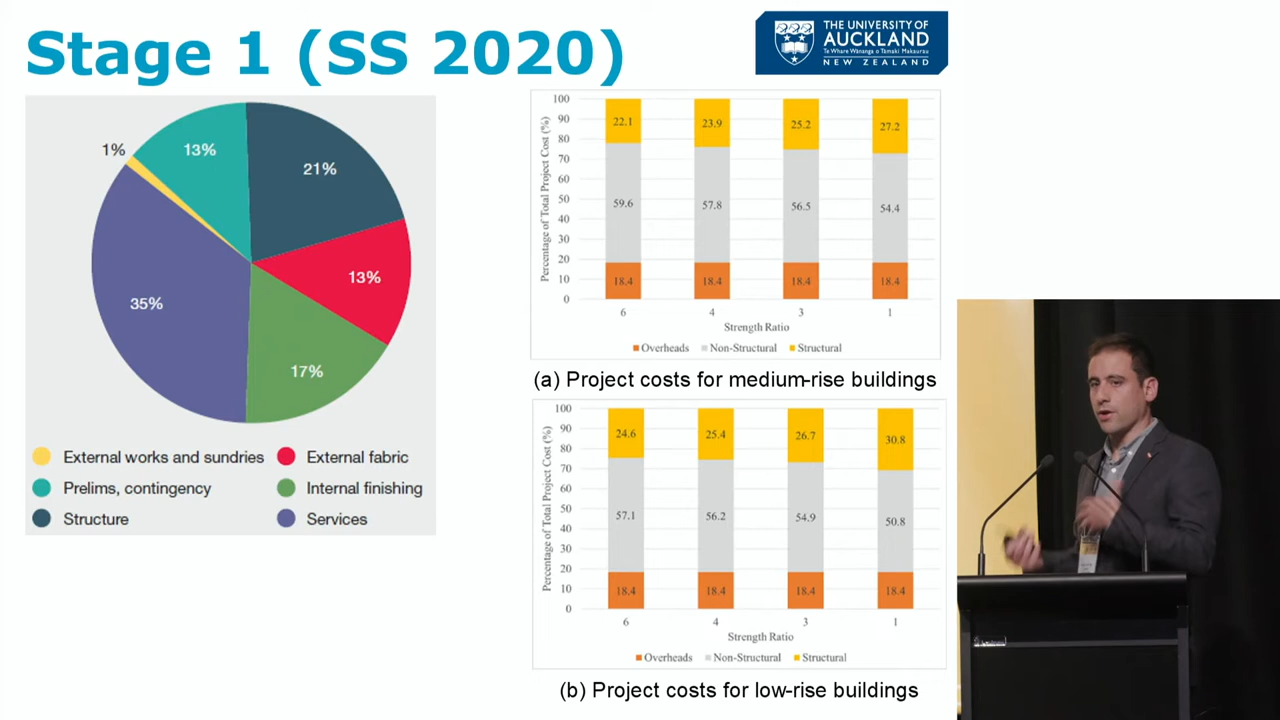 Stage 1 (SS 2020)
THE UNIVERSITY OF
AUCKLAND
Te Whare Wānanga o Tāmaki Makaurau
NEW ZEALAND
1%
13%
21%
13%
35%
17%
External works and sundries
External fabric
Prelims, contingency
Internal finishing
Structure
Services
Percentage of Total Project Cost (%)
100
90
80
70
60
50
40
30
20
10
0
22.1
23.9
25.2
27.2
59.6
57.8
56.5
54.4
18.4
18.4
18.4
18.4
6
4
3
1
Strength Ratio
Overheads
Non-Structural
Structural
(a) Project costs for medium-rise buildings
Percentage of Total Project Cost (%)
100
90
80
70
60
50
40
30
20
10
0
24.6
25.4
26.7
30.8
57.1
56.2
54.9
50.8
18.4
18.4
18.4
18.4
6
4
3
1
Strength Ratio
Overheads
Non-Structural
Structural
(b) Project costs for low-rise buildings